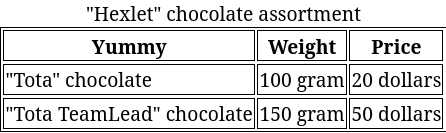 "Hexlet" chocolate assortment
Yummy Weight Price
"Tota" chocolate 100 gram 20 dollars
"Tota TeamLead" chocolate 150 gram 50 dollars